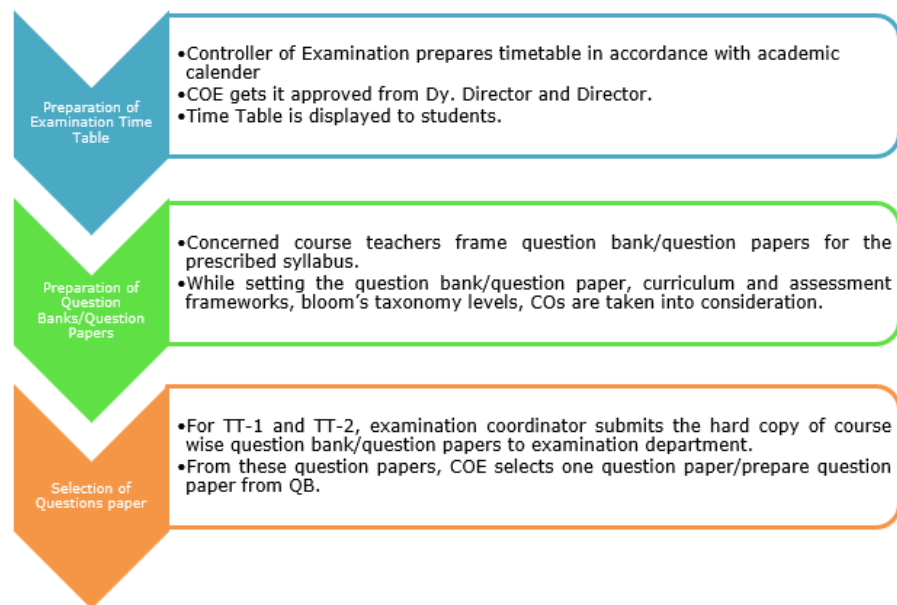 Preparation of
Examination Time
Table
•Controller of Examination prepares timetable in accordance with academic
calender
•COE gets it approved from Dy. Director and Director.
•Time Table is displayed to students.
Preparation of
Question
Banks/Question
Papers
•Concerned course teachers frame question bank/question papers for the
prescribed syllabus.
•While setting the question bank/question paper, curriculum and assessment
frameworks, bloom's taxonomy levels, COs are taken into consideration.
Selection of
Questions paper
•For TT-1 and TT-2, examination coordinator submits the hard copy of course
wise question bank/question papers to examination department.
•From these question papers, COE selects one question paper/prepare question
paper from QB.